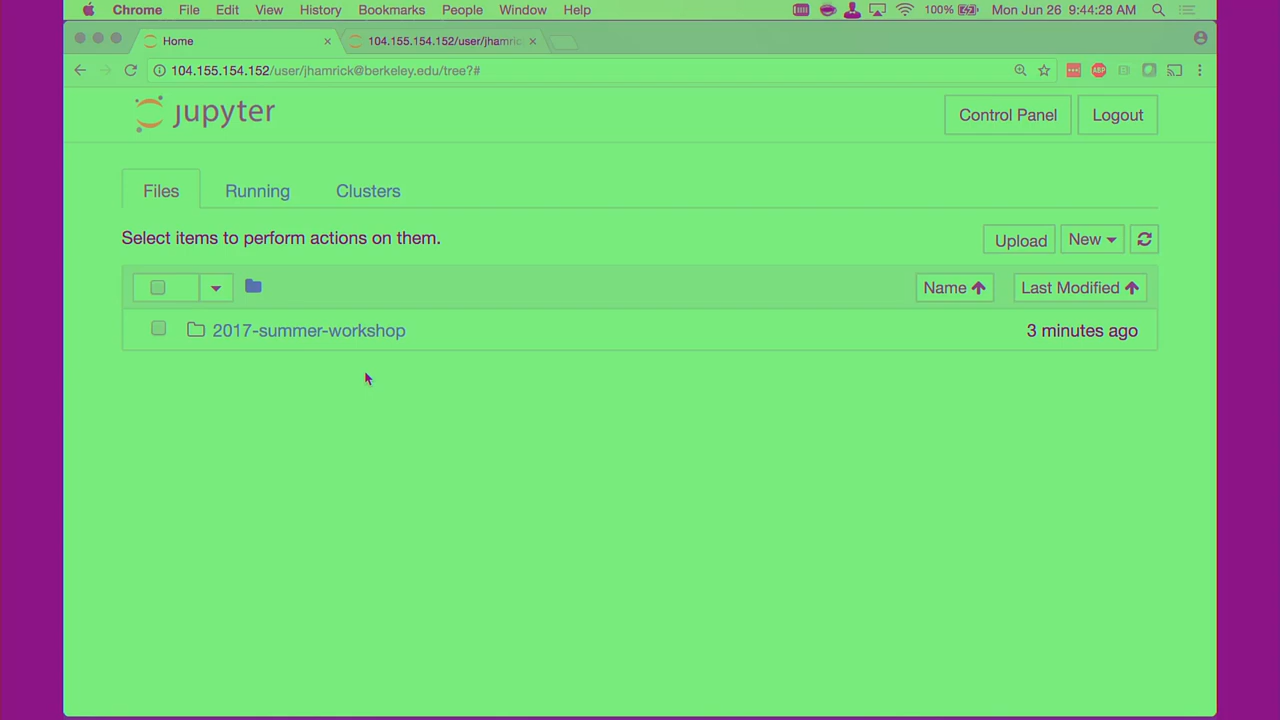 Chrome File Edit View History Bookmarks People Window Help 100% Mon Jun 26 9:44:28 AM
Home 104.155.154.152/user/jhamric
104.155.154.152/user/jhamrick@berkeley.edu/tree?# ABP
jupyter Control Panel Logout
Files Running Clusters
Select items to perform actions on them. Upload New
Name Last Modified
2017-summer-workshop 3 minutes ago